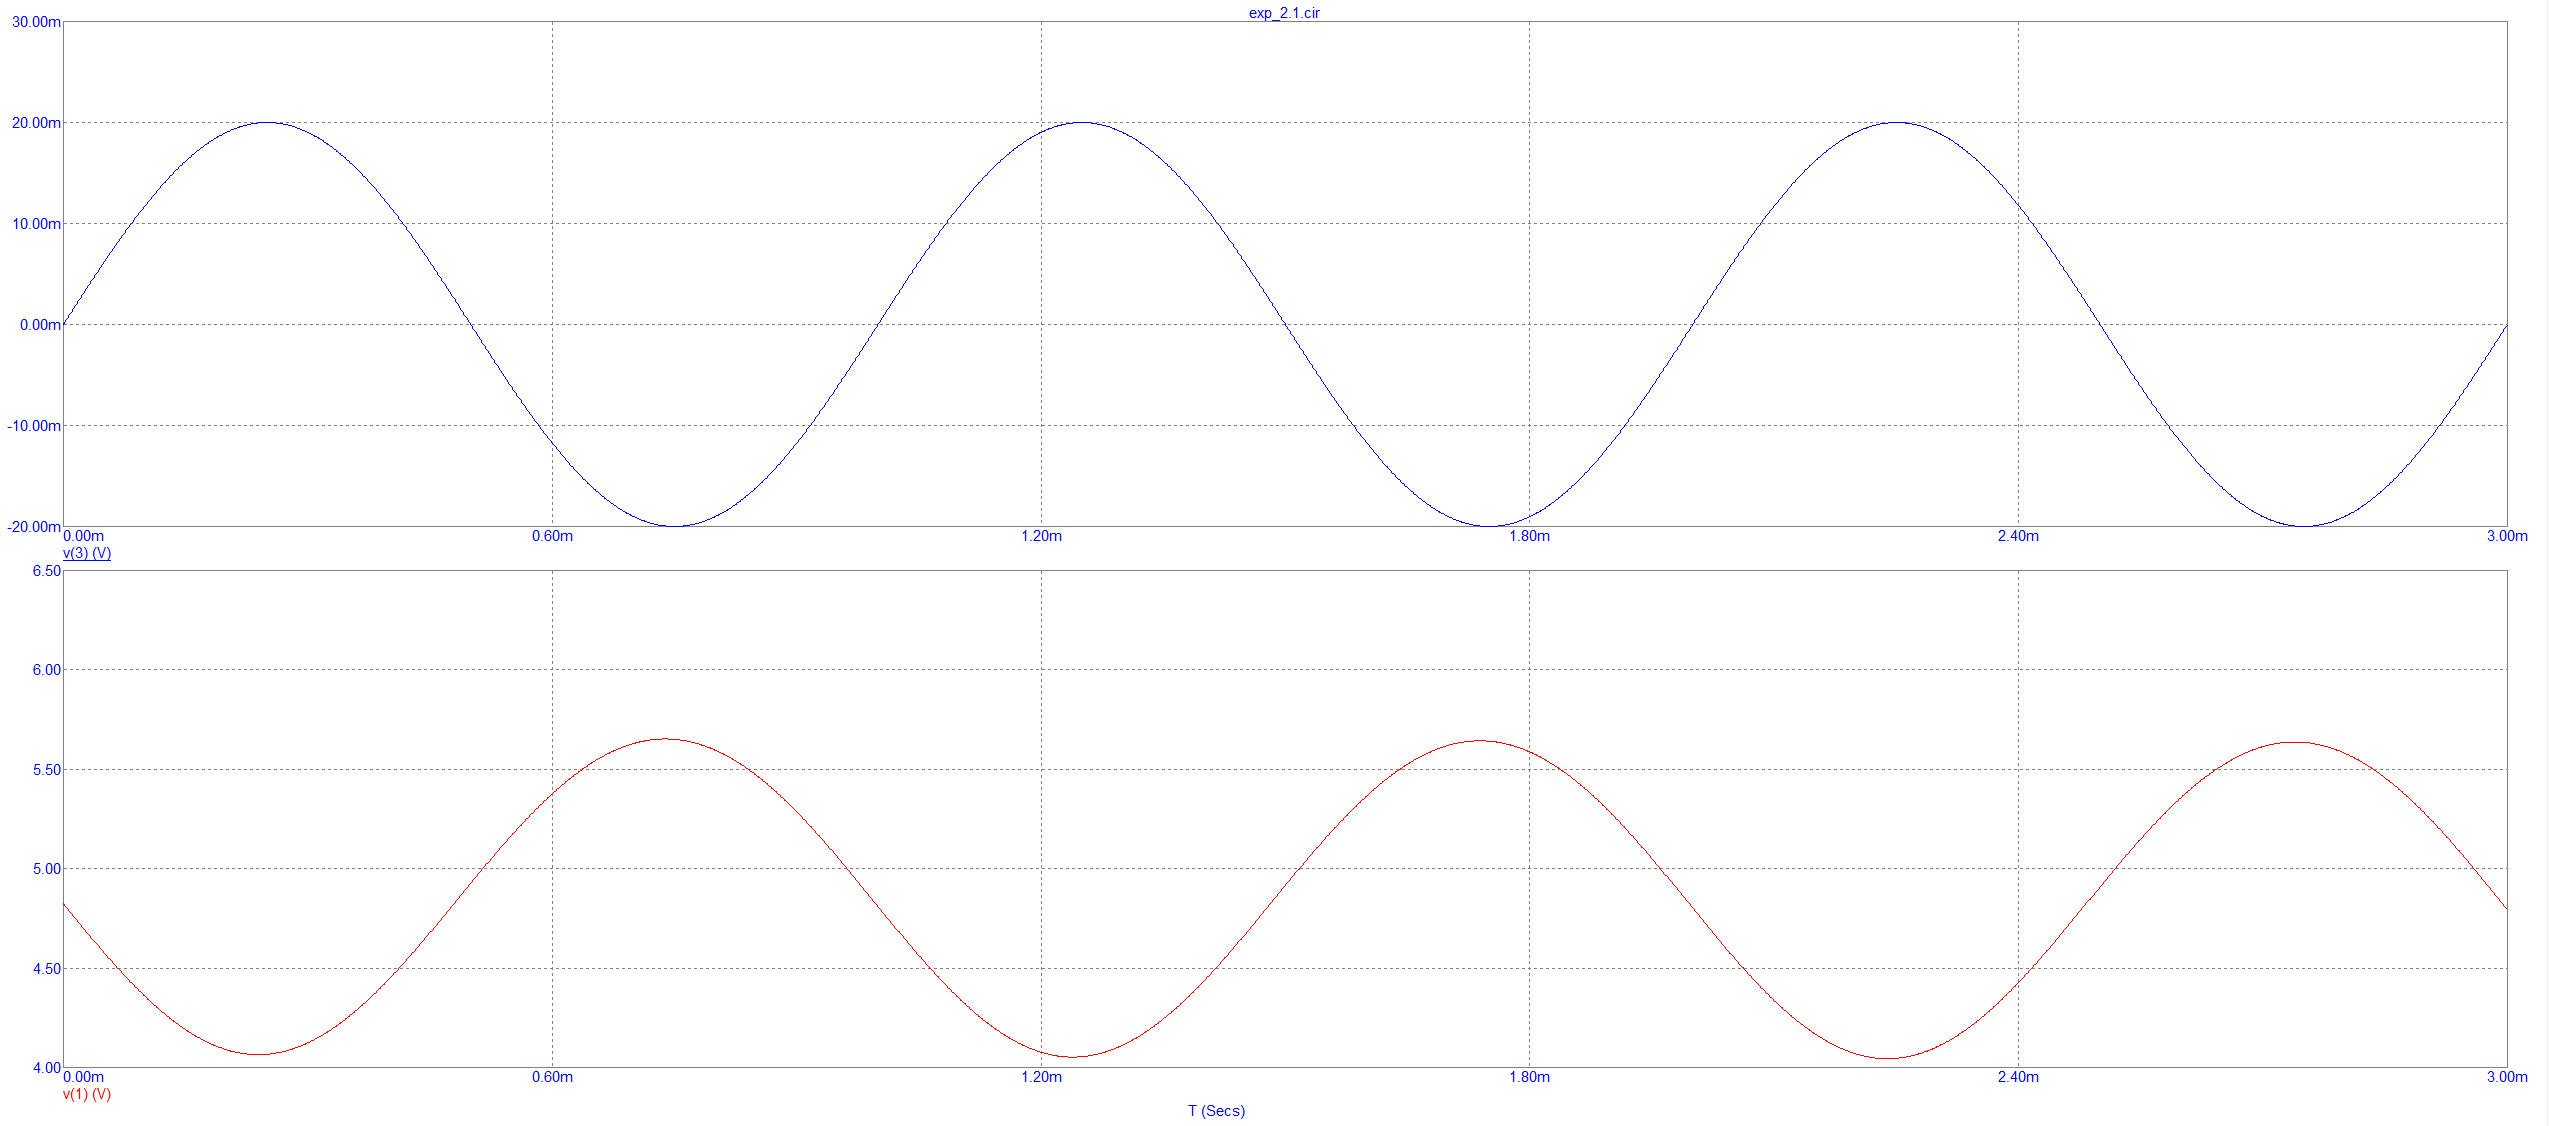 exp_2.1.cir
30.00m
20.00m
10.00m
0.00m
-10.00m
-20.00m
0.00m 0.60m 1.20m 1.80m 2.40m 3.00m
v(3) (V)
6.50
6.00
5.50
5.00
4.50
4.00
0.00m 0.60m 1.20m 1.80m 2.40m 3.00m
v(1) (V)
T (Secs)